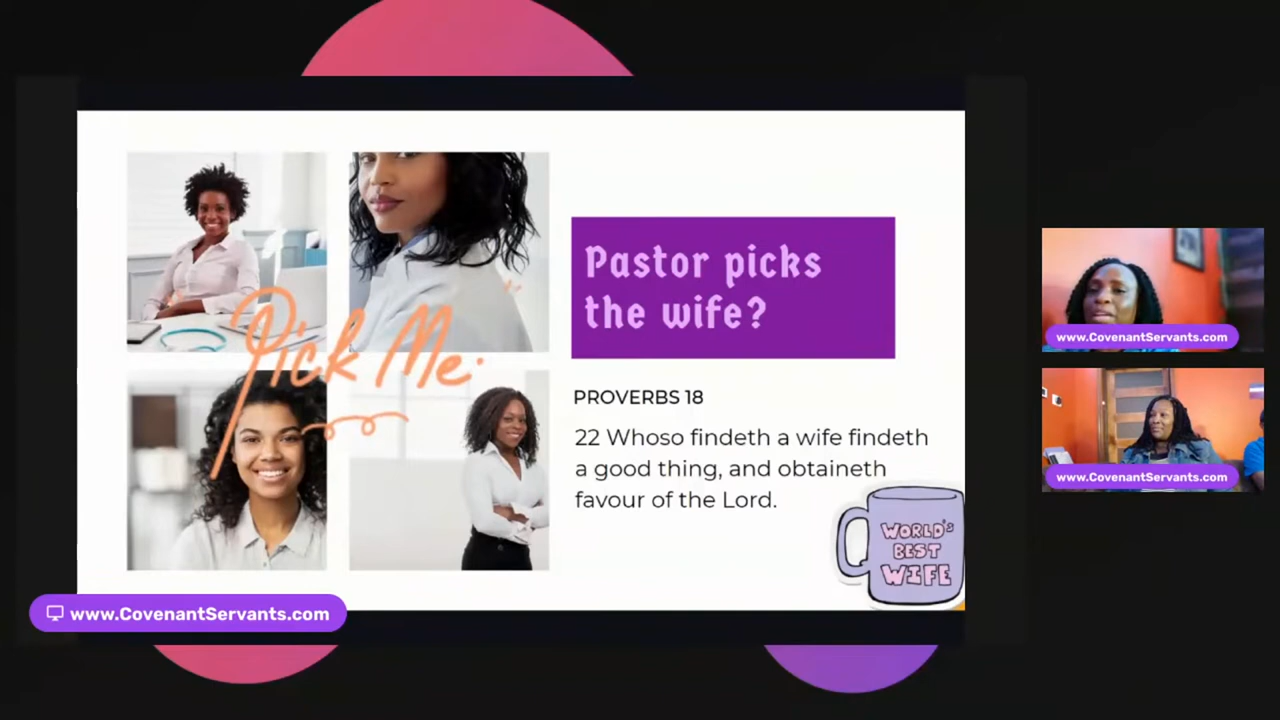 Pick Me.
Pastor picks
the wife?
PROVERBS 18
22 Whoso findeth a wife findeth
a good thing, and obtaineth
favour of the Lord.
WORLD'S
BEST
WIFE
www.CovenantServants.com
www.CovenantServants.com
www.CovenantServants.com